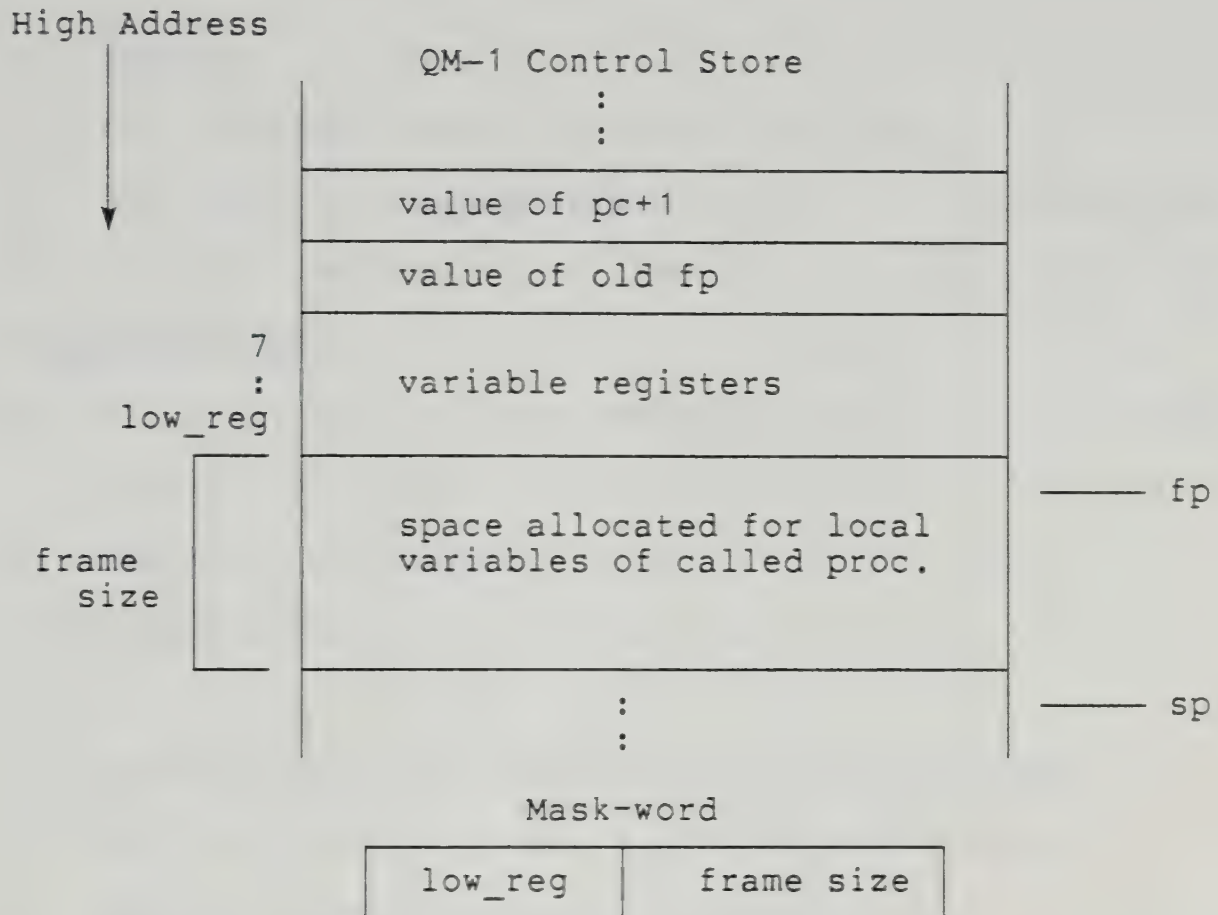 High Address
QM-1 Control Store
:
:
value of pc+1
value of old fp
7
:
low_reg
variable registers
fp
space allocated for local
variables of called proc.
frame
size
:
:
sp
Mask-word
low_reg | frame size